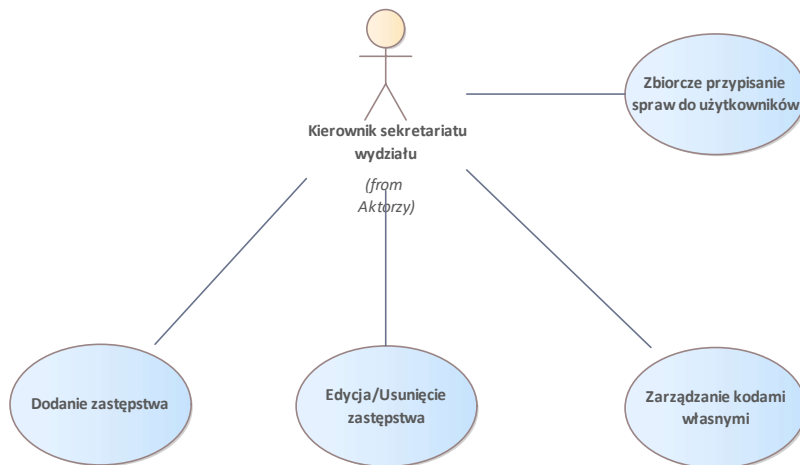 Zbiorcze przypisanie
spraw do użytkowników
Kierownik sekretariatu
wydziału
(from
Aktorzy)
Dodanie zastępstwa
Edycja/Usunięcie
zastępstwa
Zarządzanie kodami
własnymi